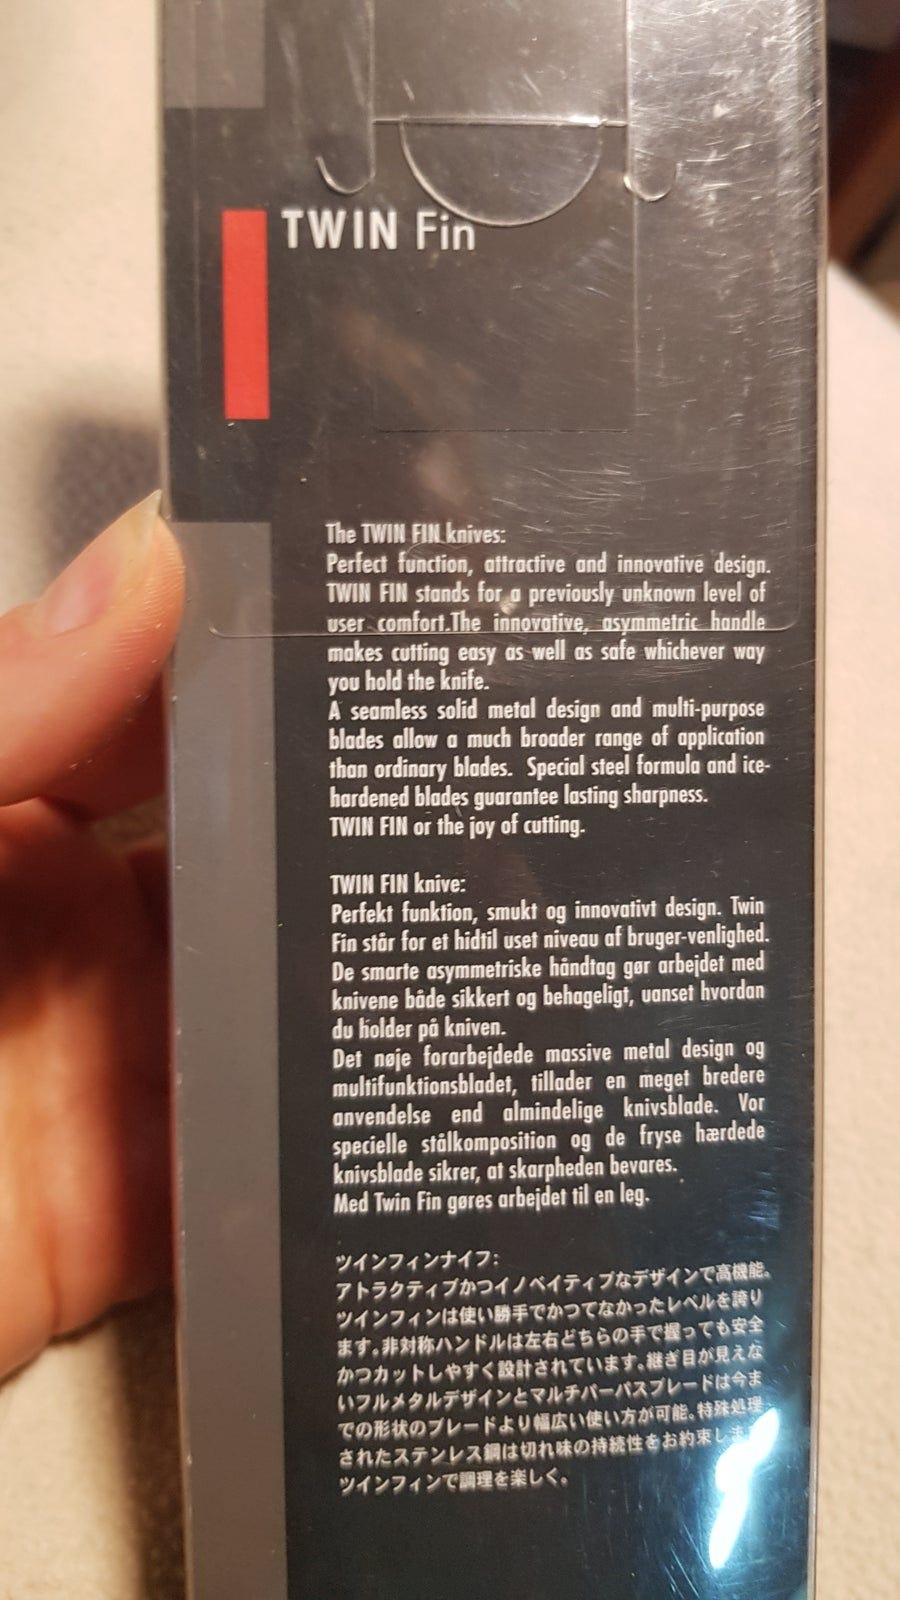 TWIN Fin
The TWIN FIN knives:
Perfect function, attractive and innovative design.
TWIN FIN stands for a previously unknown level of
user comfort.The innovative, asymmetric handle
makes cutting easy as well as safe whichever way
you hold the knife.
A seamless solid metal design and multi-purpose
blades allow a much broader range of application
than ordinary blades. Special steel formula and ice-
hardened blades guarantee lasting sharpness.
TWIN FIN or the joy of cutting.
TWIN FIN knive:
Perfekt funktion, smukt og innovativt design. Twin
Fin står for et hidtil uset niveau af bruger-venlighed.
De smarte asymmetriske håndtag gør arbejdet med
knivene både sikkert og behageligt, uanset hvordan
du holder på kniven.
Det nøje forarbejdede massive metal design og
multifunktionsbladet, tillader en meget bredere
anvendelse end almindelige knivsblade. Vor
specielle stålkomposition og de fryse hærdede
knivsblade sikrer, at skarpheden bevares.
Med Twin Fin gøres arbejdet til en leg.
ツインフィンナイフ:
アトラクティブかつイノベイティブなデザインで高機能。
ツインフィンは使い勝手でかつてなかったレベルを誇り
ます。非対称ハンドルは左右どちらの手で握っても安全
かつカットしやすく設計されています。継ぎ目が見えな
いフルメタルデザインとマルチパーパスブレードは今ま
での形状のブレードより幅広い使い方が可能。特殊処理
されたステンレス鋼は切れ味の持続性をお約束します
ツインフィンで調理を楽しく。